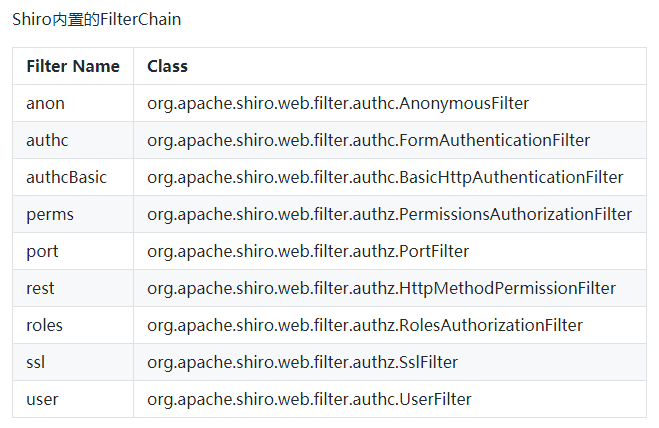 Shiro内置的FilterChain
Filter Name Class
anon org.apache.shiro.web.filter.authc.AnonymousFilter
authc org.apache.shiro.web.filter.authc.FormAuthenticationFilter
authcBasic org.apache.shiro.web.filter.authc.BasicHttpAuthenticationFilter
perms org.apache.shiro.web.filter.authz.PermissionsAuthorizationFilter
port org.apache.shiro.web.filter.authz.PortFilter
rest org.apache.shiro.web.filter.authz.HttpMethodPermissionFilter
roles org.apache.shiro.web.filter.authz.RolesAuthorizationFilter
ssl org.apache.shiro.web.filter.authz.SslFilter
user org.apache.shiro.web.filter.authc.UserFilter